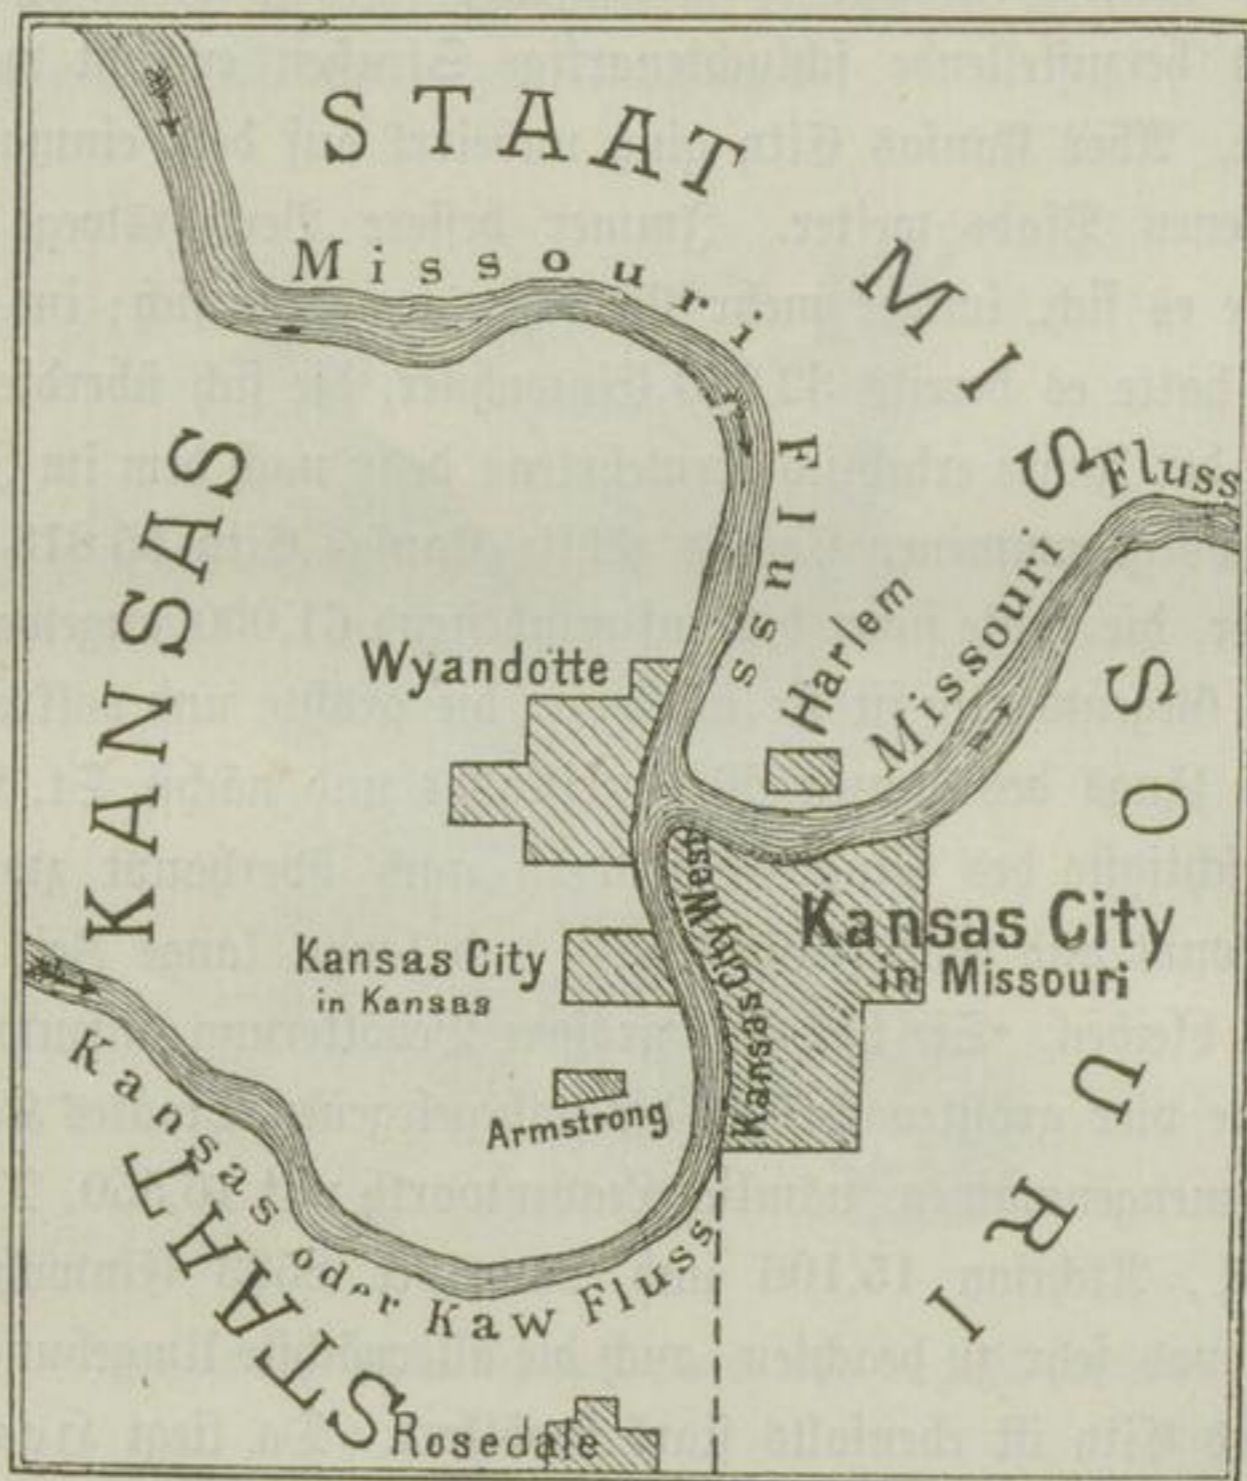 STAAT MISSOURI
Missouri Fluss
STAAT KANSAS
Missouri Fluss
Harlem
Wyandotte
Kansas City West
Kansas City
in Missouri
Kansas City
in Kansas
Armstrong
Kansas oder Kaw Fluss
Rosedale